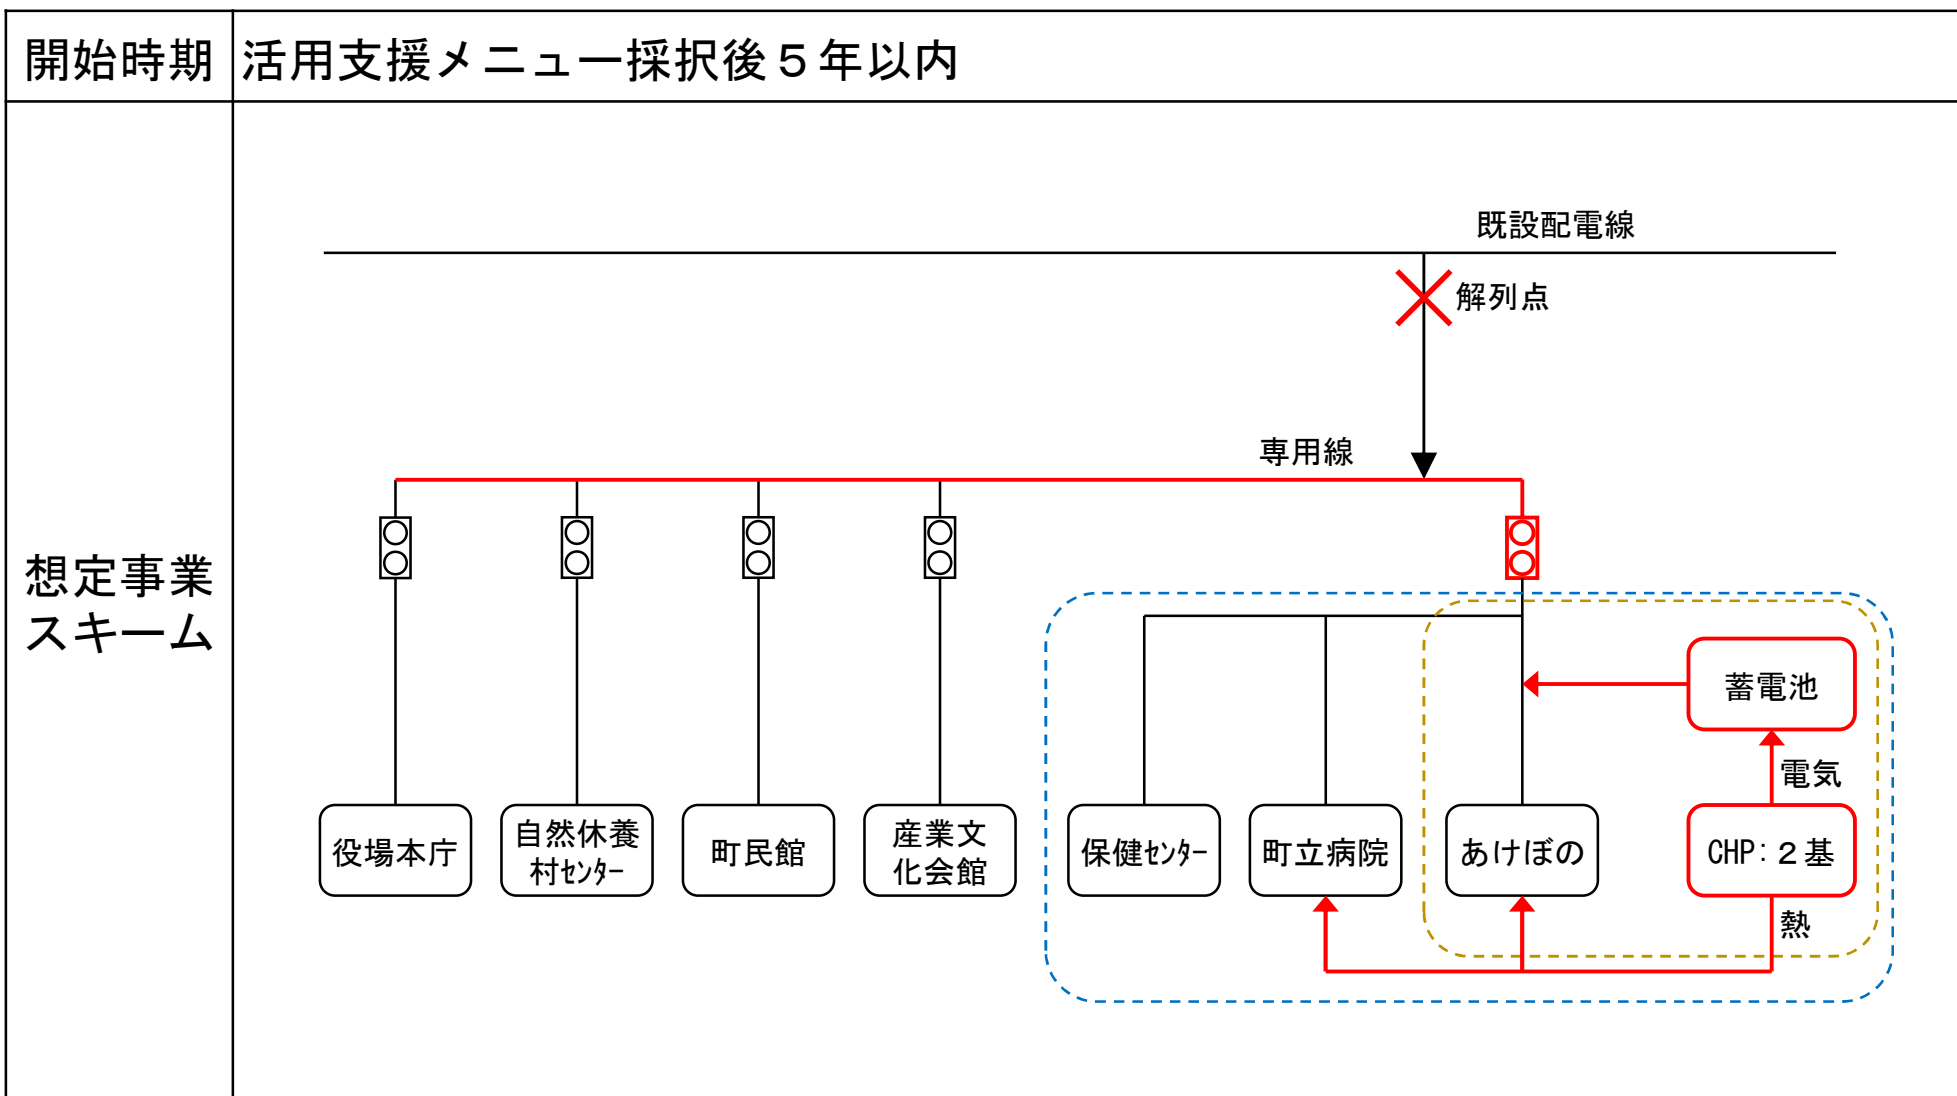 開始時期
活用支援メニュー採択後５年以内
想定事業
スキーム
既設配電線
解列点
専用線
蓄電池
電気
役場本庁
自然休養
村ｾﾝﾀｰ
町民館
産業文
化会館
保健ｾﾝﾀｰ
町立病院
あけぼの
CHP:２基
熱